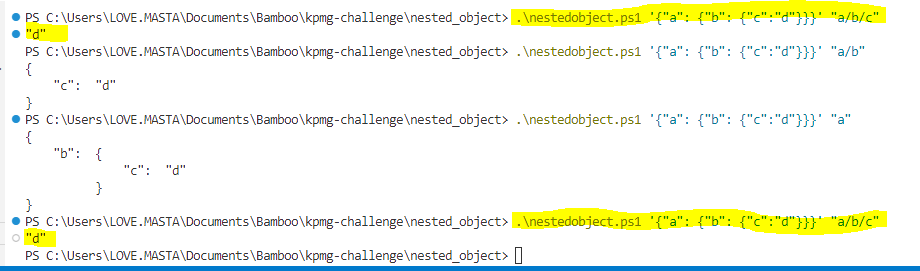 PS C:\Users\LOVE.MASTA\Documents\Bamboo\kpmg-challenge\nested_object> .\nestedobject.ps1 '{"a": {"b": {"c":"d"}}}' "a/b/c"
"d"
PS C:\Users\LOVE.MASTA\Documents\Bamboo\kpmg-challenge\nested_object> .\nestedobject.ps1 '{"a": {"b": {"c":"d"}}}' "a/b"
{
    "c":  "d"
}
PS C:\Users\LOVE.MASTA\Documents\Bamboo\kpmg-challenge\nested_object> .\nestedobject.ps1 '{"a": {"b": {"c":"d"}}}' "a"
{
    "b":  {
              "c":  "d"
          }
}
PS C:\Users\LOVE.MASTA\Documents\Bamboo\kpmg-challenge\nested_object> .\nestedobject.ps1 '{"a": {"b": {"c":"d"}}}' "a/b/c"
"d"
PS C:\Users\LOVE.MASTA\Documents\Bamboo\kpmg-challenge\nested_object>